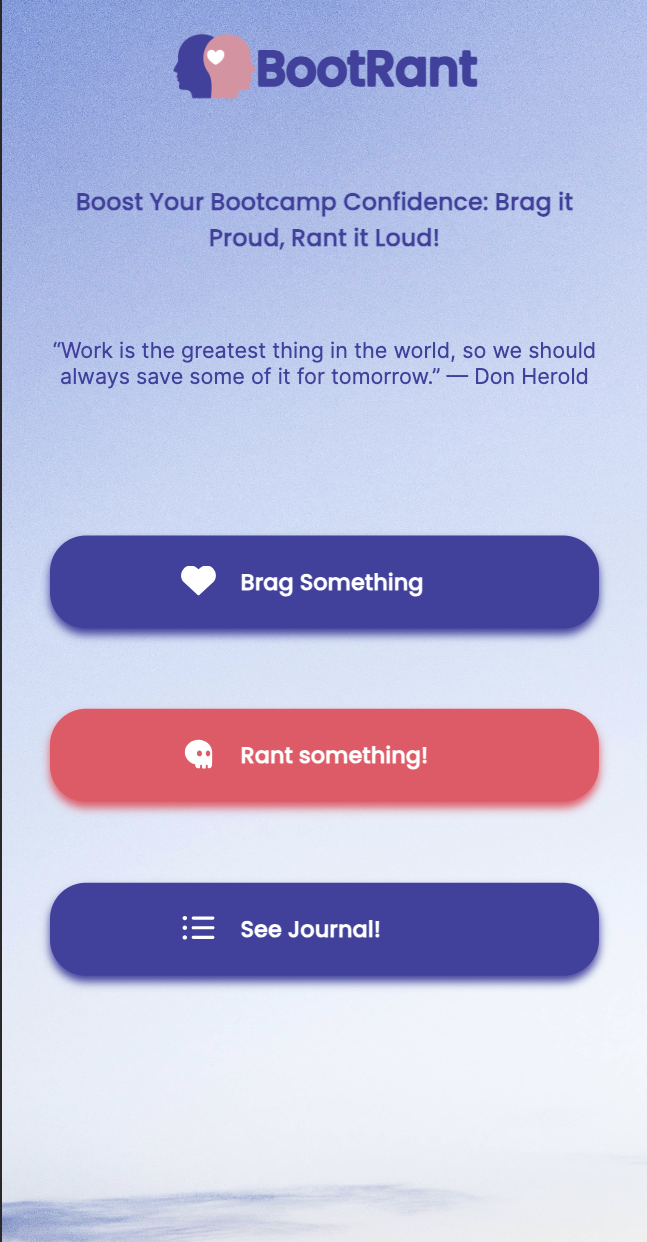 BootRant
Boost Your Bootcamp Confidence: Brag it
Proud, Rant it Loud!
“Work is the greatest thing in the world, so we should
always save some of it for tomorrow.” — Don Herold
Brag Something
Rant something!
See Journal!